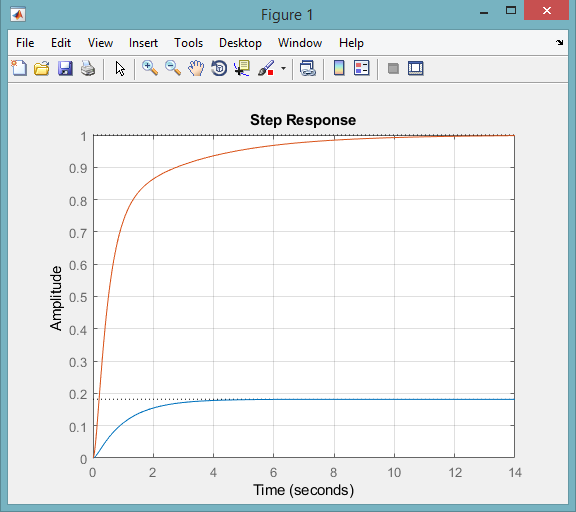 Figure 1
File Edit View Insert Tools Desktop Window Help
Step Response
1
0.9
0.8
0.7
0.6
0.5
0.4
0.3
0.2
0.1
0
Amplitude
0 2 4 6 8 10 12 14
Time (seconds)